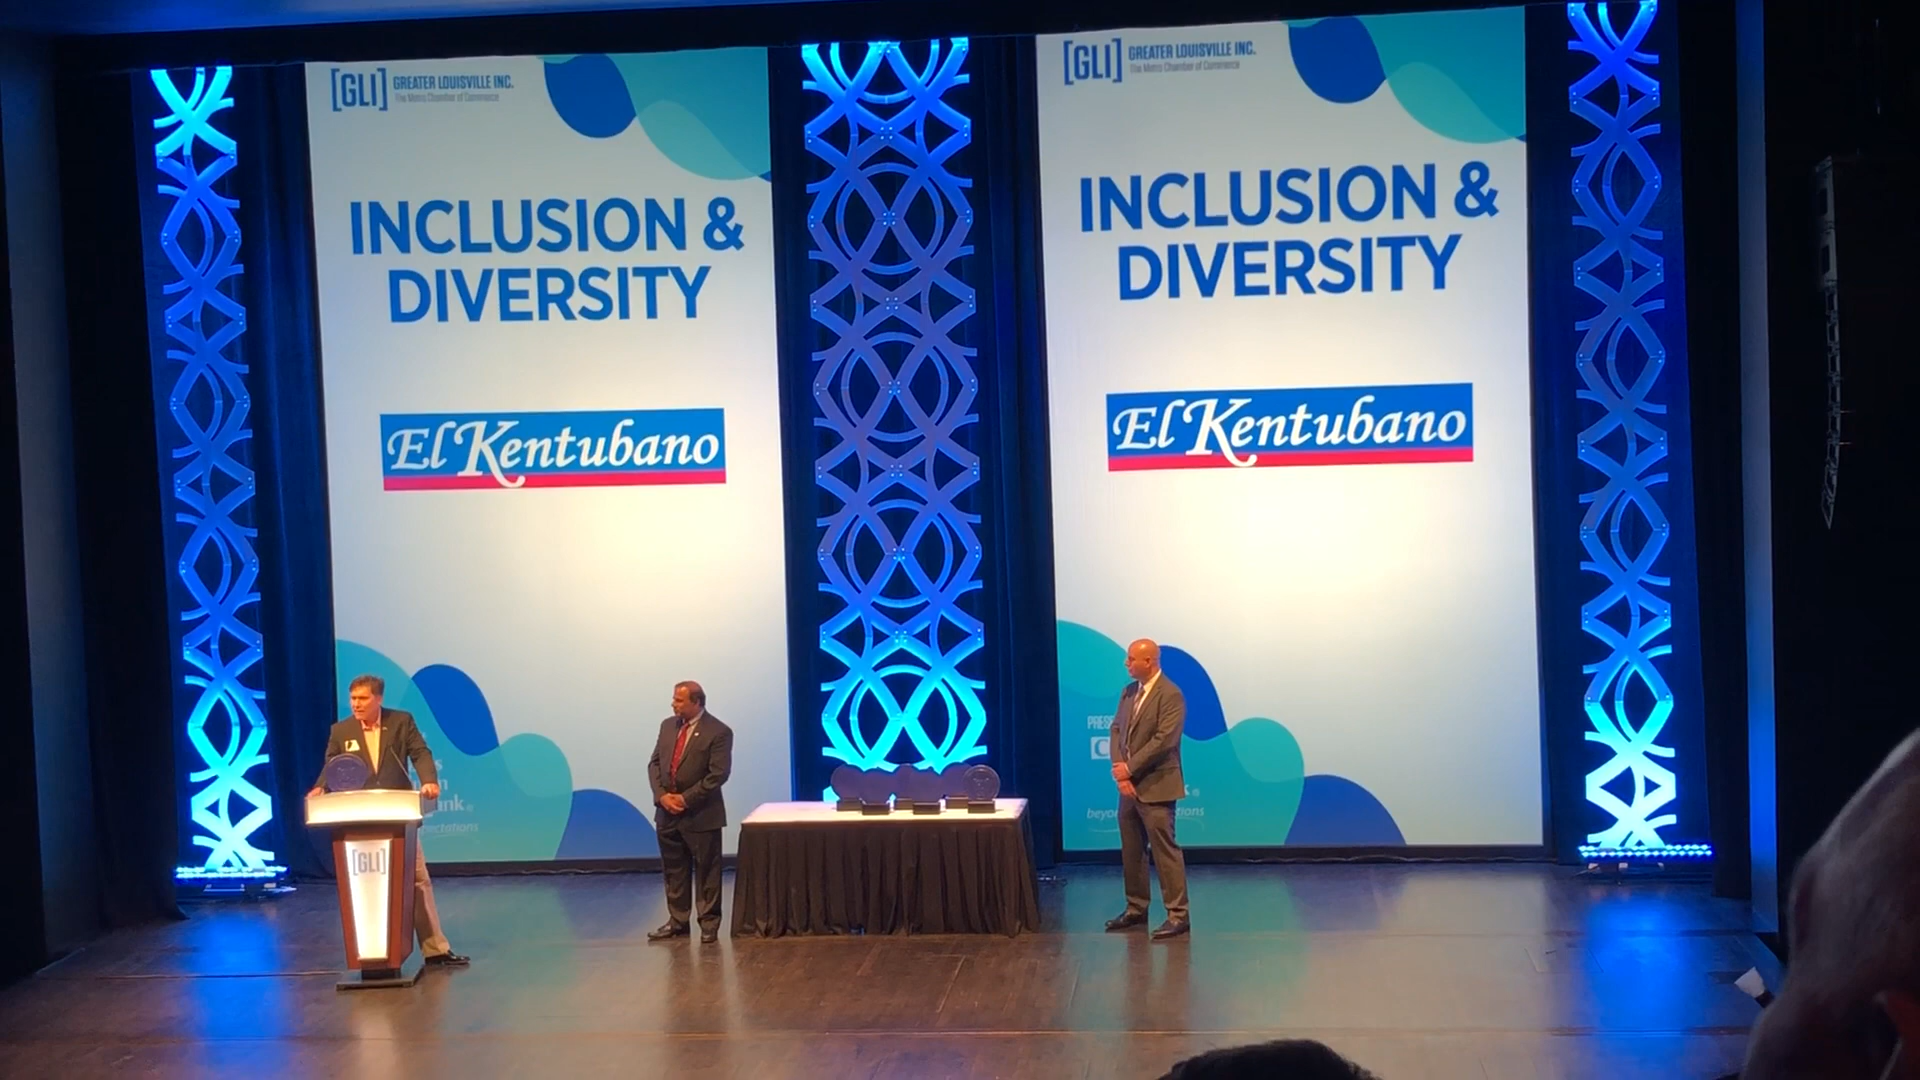 [GLI] GREATER LOUISVILLE INC.
The Metro Chamber of Commerce
INCLUSION &
DIVERSITY
El Kentubano
[GLI] GREATER LOUISVILLE INC.
The Metro Chamber of Commerce
INCLUSION &
DIVERSITY
El Kentubano
[GLI]